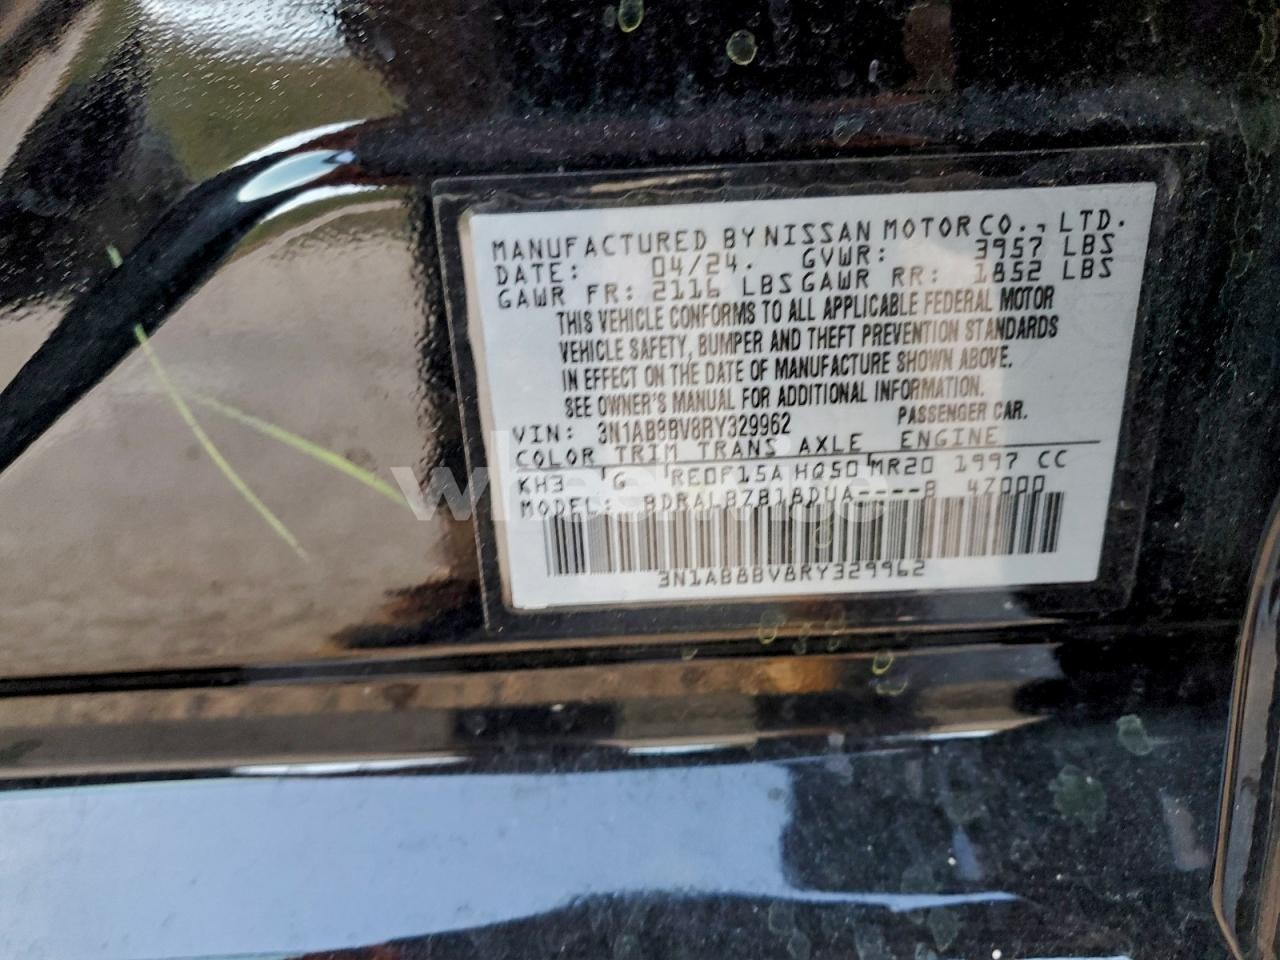 MANUFACTURED BY NISSAN MOTOR CO., LTD.
DATE: 04/24. GVWR: 3957 LBS
GAWR FR: 2116 LBS GAWR RR: 1852 LBS
THIS VEHICLE CONFORMS TO ALL APPLICABLE FEDERAL MOTOR
VEHICLE SAFETY, BUMPER AND THEFT PREVENTION STANDARDS
IN EFFECT ON THE DATE OF MANUFACTURE SHOWN ABOVE.
SEE OWNER'S MANUAL FOR ADDITIONAL INFORMATION.
VIN: 3N1AB8BV8RY329962 PASSENGER CAR.
COLOR TRIM TRANS AXLE ENGINE
KH3 G RE0F15A HQ50 MR20 1997 CC
MODEL: BDRALBZB18DUA----B 47000
3N1AB8BV8RY329962